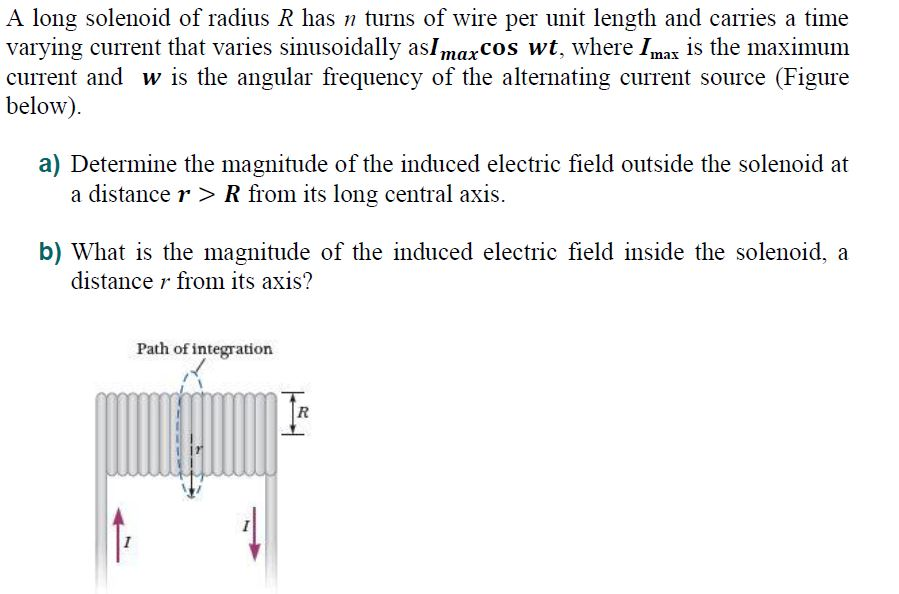 A long solenoid of radius R has n turns of wire per unit length and carries a time
varying current that varies sinusoidally asI_max cos wt, where I_max is the maximum
current and w is the angular frequency of the alternating current source (Figure
below).
a) Determine the magnitude of the induced electric field outside the solenoid at
a distance r > R from its long central axis.
b) What is the magnitude of the induced electric field inside the solenoid, a
distance r from its axis?
Path of integration
R
r
I
I